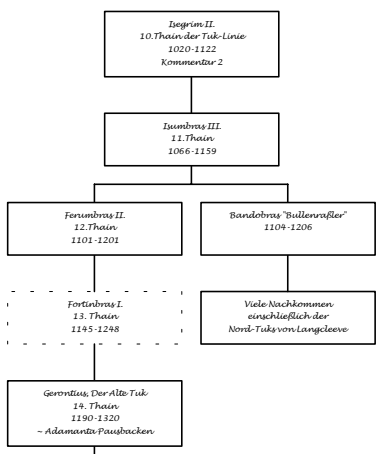 Isegrim II.
10.Thain der Tuk-Linie
1020-1122
Kommentar 2
Isumbras III.
11.Thain
1066-1159
Ferumbras II.
12.Thain
1101-1201
Bandobras "Bullenraßler"
1104-1206
Fortinbras I.
13. Thain
1145-1248
Viele Nachkommen
einschließlich der
Nord-Tuks von Langcleeve
Gerontius, Der Alte Tuk
14. Thain
1190-1320
~ Adamanta Pausbacken